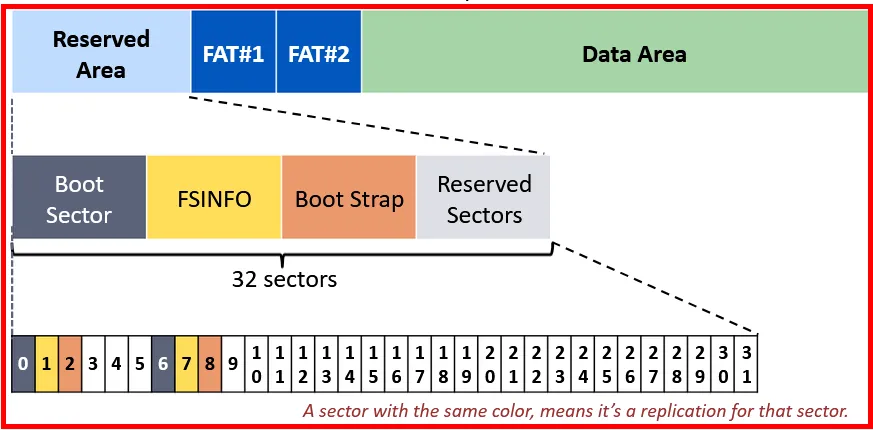 Reserved
Area
FAT#1
FAT#2
Data Area
Boot
Sector
FSINFO
Boot Strap
Reserved
Sectors
32 sectors
0 1 2 3 4 5 6 7 8 9 10 11 12 13 14 15 16 17 18 19 20 21 22 23 24 25 26 27 28 29 30 31
A sector with the same color, means it's a replication for that sector.